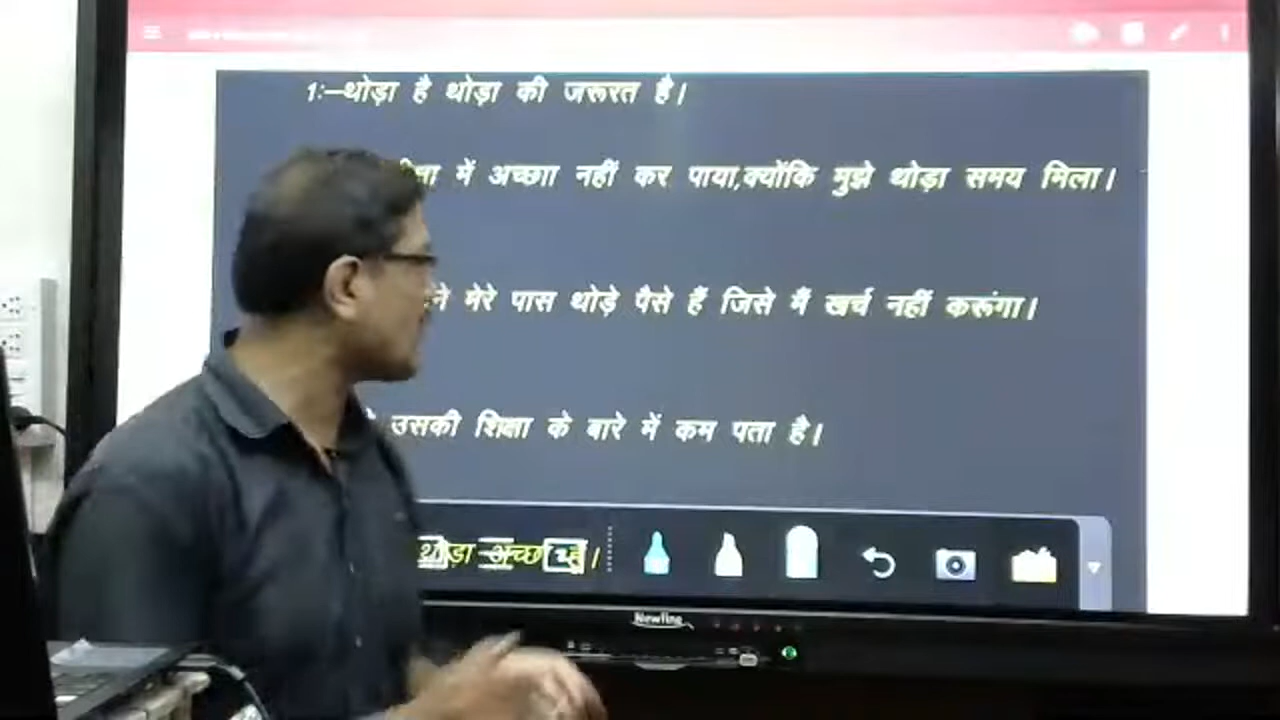 1:–थोड़ा है थोड़ा की जरूरत है।
में अच्छाा नहीं कर पाया,क्योंकि मुझे थोड़ा समय मिला।
मेरे पास थोड़े पैसे हैं जिसे मैं खर्च नहीं करूंगा।
उसकी शिक्षा के बारे में कम पता है।
थोड़ा अच्छा है।
Newline